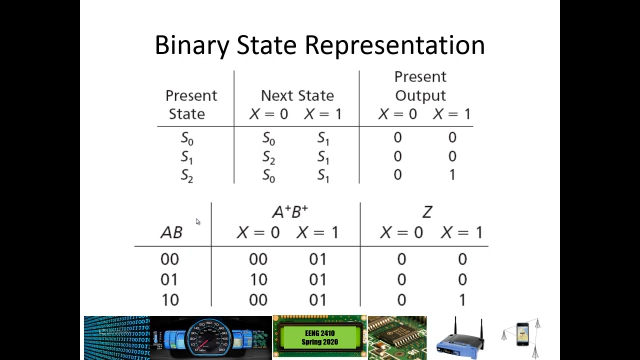 Binary State Representation
Present
Present Next State Output
State X = 0 X = 1 X = 0 X = 1
S₀ S₀ S₁ 0 0
S₁ S₂ S₁ 0 0
S₂ S₀ S₁ 0 1
A⁺B⁺ Z
AB X = 0 X = 1 X = 0 X = 1
00 00 01 0 0
01 10 01 0 0
10 00 01 0 1
EENG 2410
Spring 2020